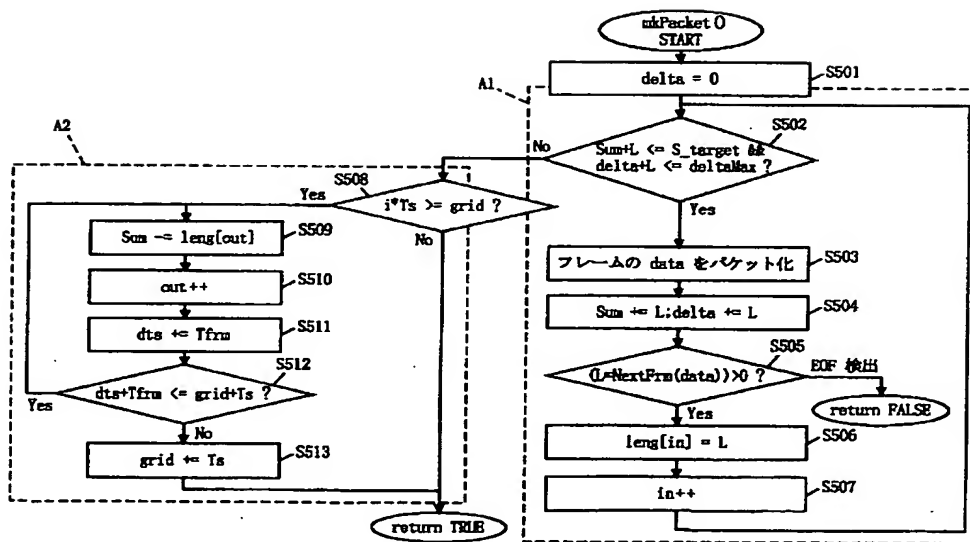 mkPacket ()
START
delta = 0
S501
A1
Sum+L <= S_target &&
delta+L <= deltaMax ?
S502
No
Yes
フレームの data をパケット化
S503
Sum += L;delta += L
S504
(L=NextFrm(data))>0 ?
S505
EOF 検出
return FALSE
Yes
len​g[in] = L
S506
in++
S507
A2
i*Ts >= grid ?
S508
Yes
No
Sum -= leng[out]
S509
out++
S510
dts += Tfrm
S511
dts+Tfrm <= grid+Ts ?
S512
Yes
No
grid += Ts
S513
return TRUE